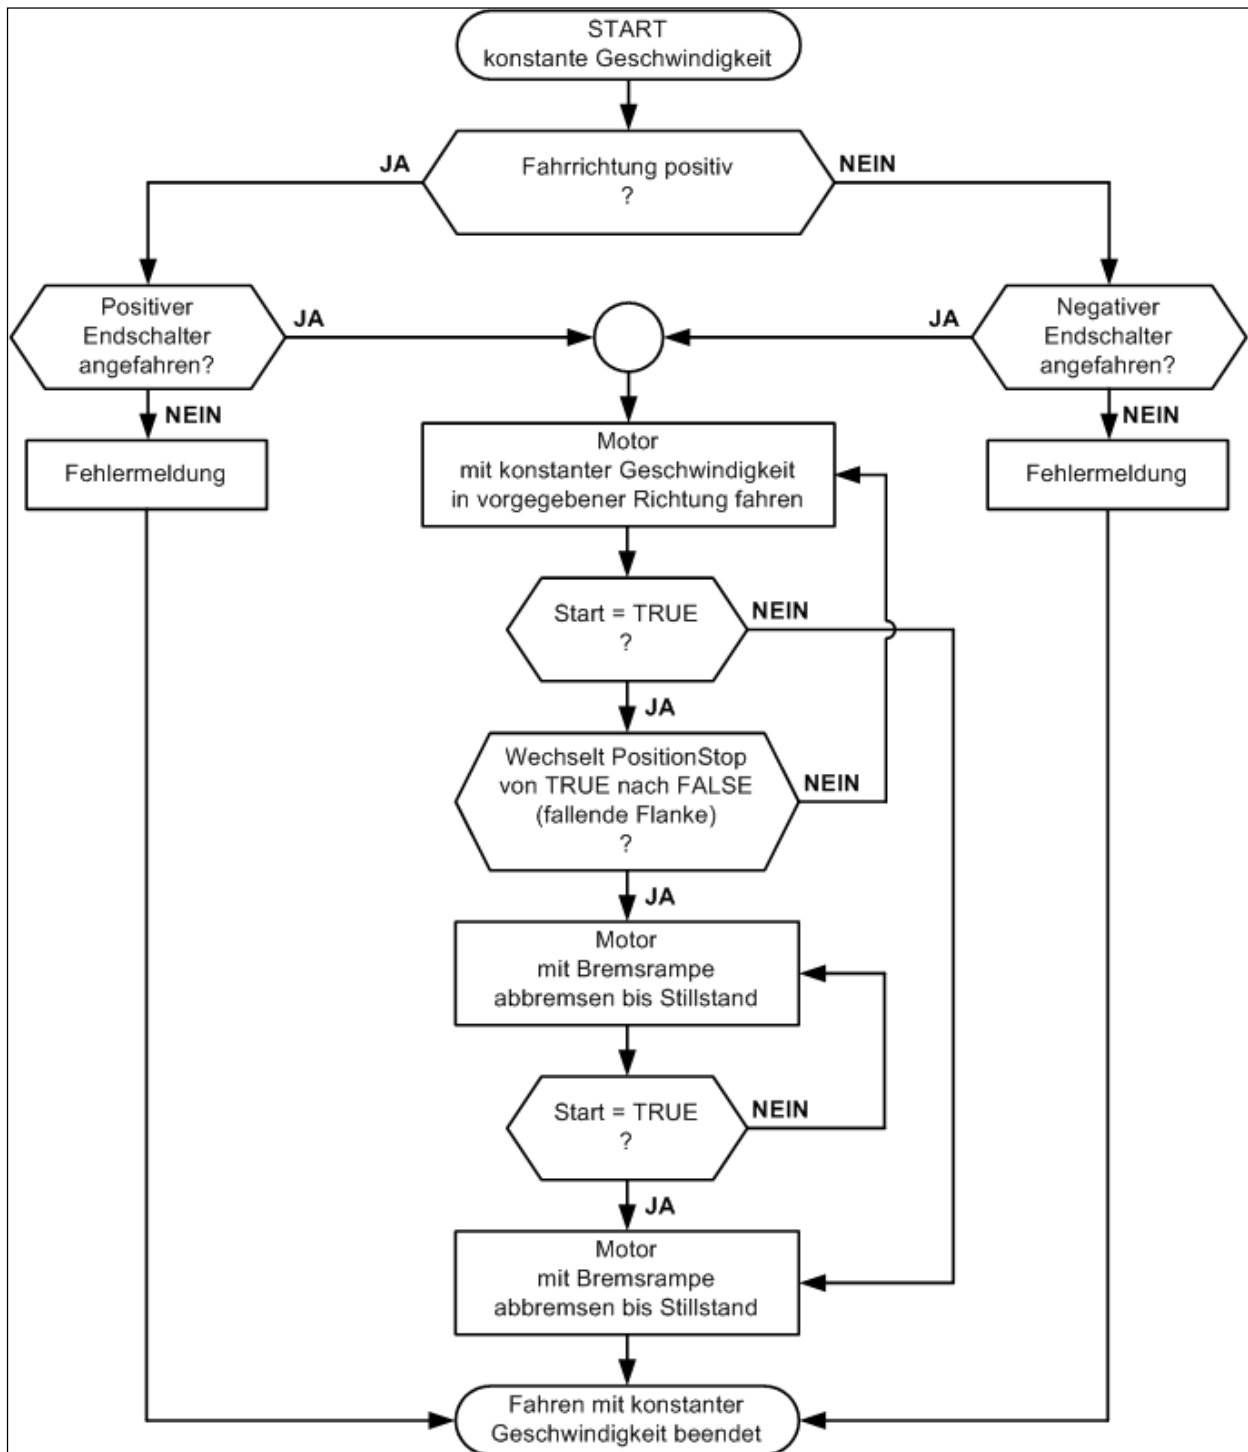 START
konstante Geschwindigkeit
JA
Fahrrichtung positiv
?
NEIN
Positiver
Endschalter
angefahren?
JA
JA
Negativer
Endschalter
angefahren?
NEIN
NEIN
Fehlermeldung
Motor
mit konstanter Geschwindigkeit
in vorgegebener Richtung fahren
Fehlermeldung
Start = TRUE
?
NEIN
JA
Wechselt PositionStop
von TRUE nach FALSE
(fallende Flanke)
?
NEIN
JA
Motor
mit Bremsrampe
abbremsen bis Stillstand
Start = TRUE
?
NEIN
JA
Motor
mit Bremsrampe
abbremsen bis Stillstand
Fahren mit konstanter
Geschwindigkeit beendet